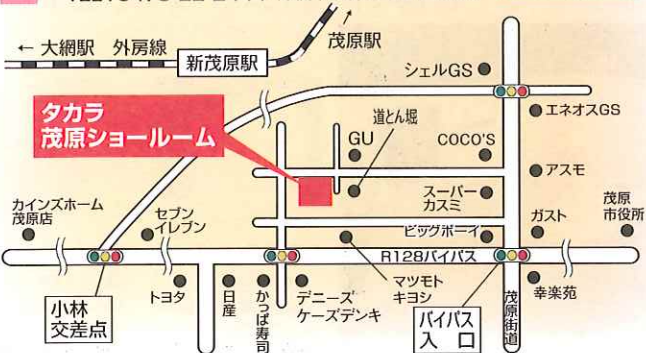 ← 大網駅 外房線
新茂原駅
茂原駅
↗
シェルGS
エネオスGS
タカラ
茂原ショールーム
道とん堀
GU
COCO'S
アスモ
スーパー
カスミ
カインズホーム
茂原店
セブン
イレブン
ビッグボーイ
ガスト
茂原
市役所
R128バイパス
小林
交差点
トヨタ
日産
かっぱ寿司
デニーズ
ケーズデンキ
マツモト
キヨシ
バイパス
入口
茂原街道
幸楽苑